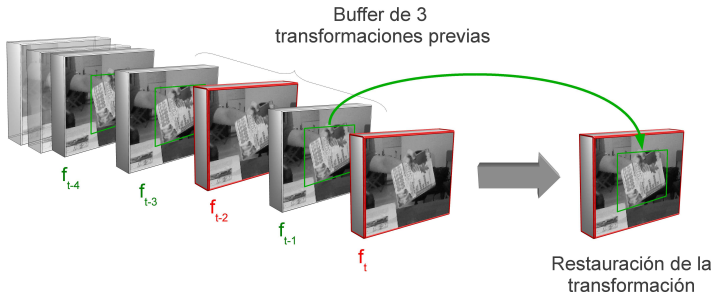 Buffer de 3
transformaciones previas
f t-4
f t-3
f t-2
f t-1
f t
Restauración de la
transformación